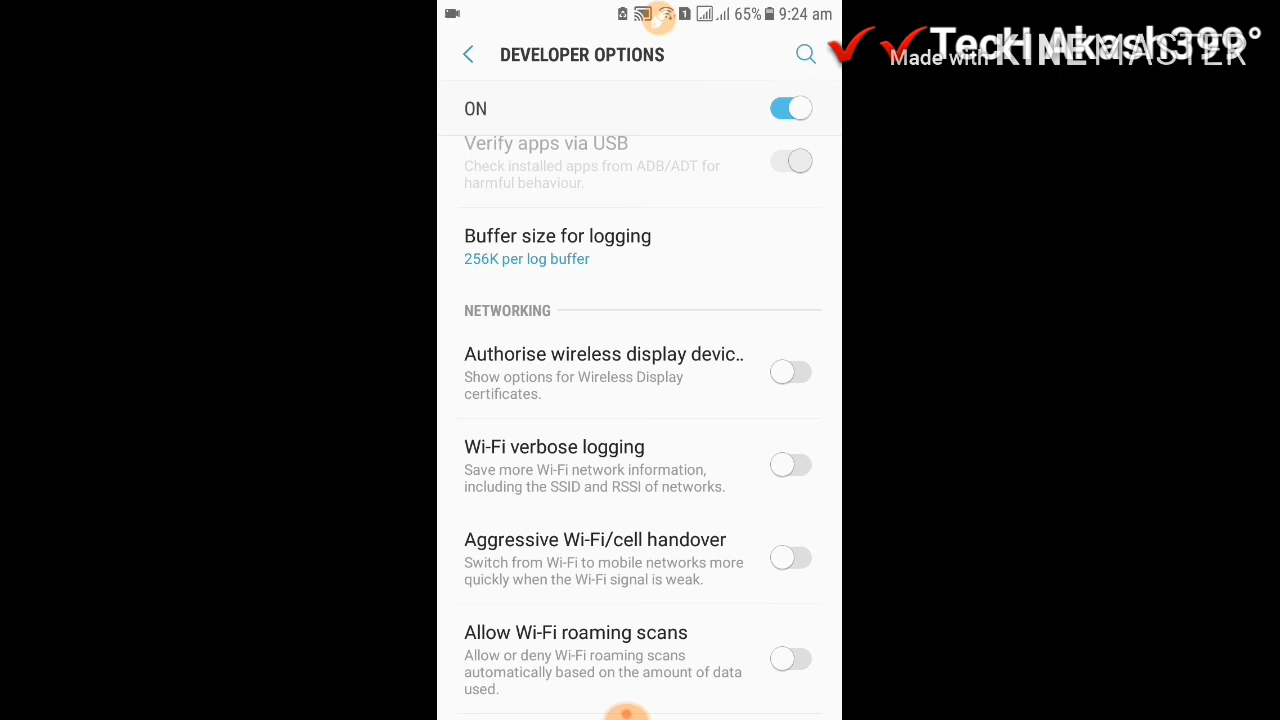 65% 9:24 am
DEVELOPER OPTIONS
Tech Akash399°
Made with KINEMASTER
ON
Verify apps via USB
Check installed apps from ADB/ADT for
harmful behaviour.
Buffer size for logging
256K per log buffer
NETWORKING
Authorise wireless display devic..
Show options for Wireless Display
certificates.
Wi-Fi verbose logging
Save more Wi-Fi network information,
including the SSID and RSSI of networks.
Aggressive Wi-Fi/cell handover
Switch from Wi-Fi to mobile networks more
quickly when the Wi-Fi signal is weak.
Allow Wi-Fi roaming scans
Allow or deny Wi-Fi roaming scans
automatically based on the amount of data
used.